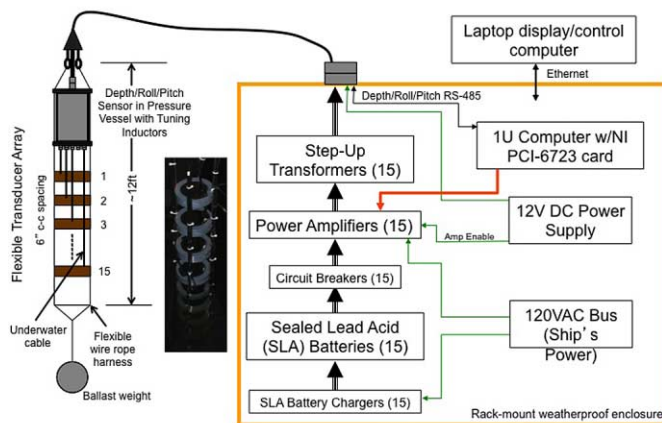 Laptop display/control
computer
Ethernet
Depth/Roll/Pitch
Sensor in Pressure
Vessel with Tuning
Inductors
Depth/Roll/Pitch RS-485
Flexible Transducer Array
6" c-c spacing
~12ft
1
2
3
15
Underwater
cable
Flexible
wire rope
harness
Ballast weight
Step-Up
Transformers (15)
1U Computer w/NI
PCI-6723 card
Power Amplifiers (15)
Amp Enable
12V DC Power
Supply
Circuit Breakers (15)
Sealed Lead Acid
(SLA) Batteries (15)
120VAC Bus
(Ship's
Power)
SLA Battery Chargers (15)
Rack-mount weatherproof enclosure